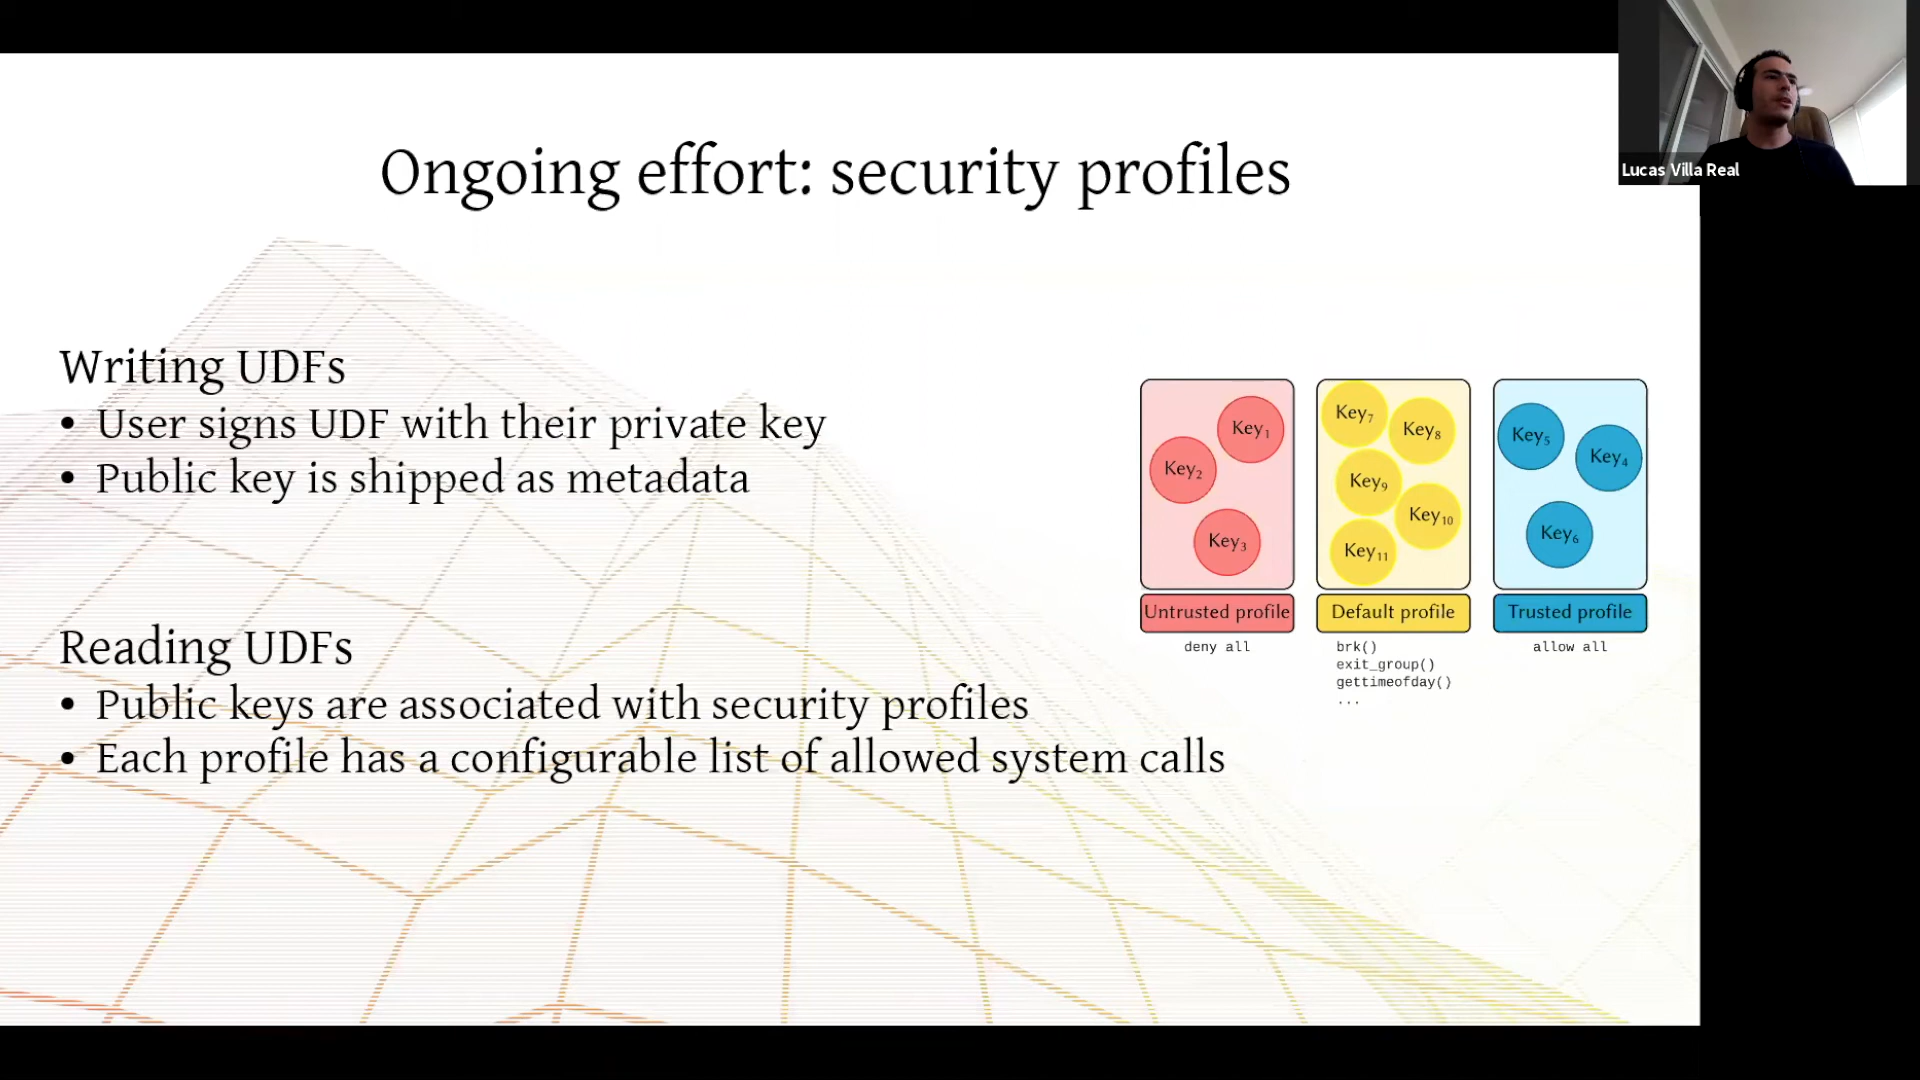 Ongoing effort: security profiles
Lucas Villa Real
Writing UDFs
• User signs UDF with their private key
• Public key is shipped as metadata
Reading UDFs
• Public keys are associated with security profiles
• Each profile has a configurable list of allowed system calls
Key₁
Key₂
Key₃
Untrusted profile
deny all
Key₇
Key₈
Key₉
Key₁₀
Key₁₁
Default profile
brk()
exit_group()
gettimeofday()
...
Key₅
Key₄
Key₆
Trusted profile
allow all